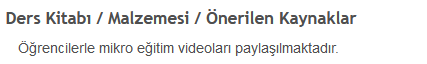 Ders Kitabı / Malzemesi / Önerilen Kaynaklar
Öğrencilerle mikro eğitim videoları paylaşılmaktadır.